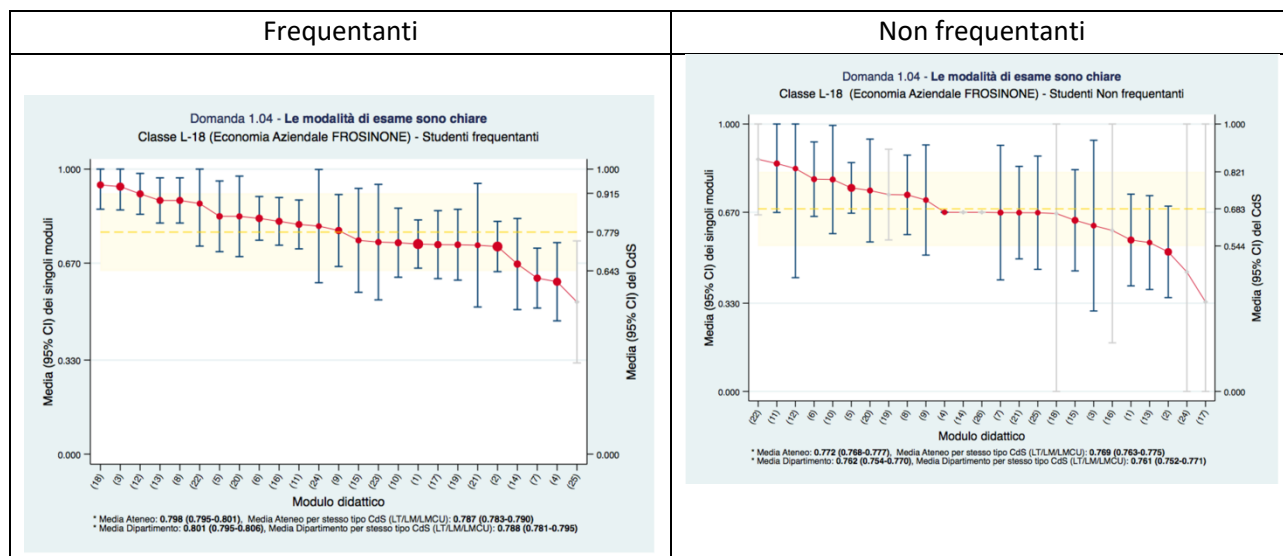 Frequentanti
Domanda 1.04 - Le modalità di esame sono chiare
Classe L-18 (Economia Aziendale FROSINONE) - Studenti frequentanti
Media (95% CI) dei singoli moduli
1.000
0.670
0.330
0.000
1.000
0.915
0.779
0.643
0.000
Media (95% CI) del CdS
(18) (3) (12) (13) (8) (22) (5) (20) (6) (16) (11) (24) (9) (15) (23) (10) (1) (17) (19) (21) (2) (14) (7) (4) (25)
Modulo didattico
* Media Ateneo: 0.798 (0.795-0.801), Media Ateneo per stesso tipo CdS (LT/LM/LMCU): 0.787 (0.783-0.790)
* Media Dipartimento: 0.801 (0.795-0.806), Media Dipartimento per stesso tipo CdS (LT/LM/LMCU): 0.788 (0.781-0.795)
Non frequentanti
Domanda 1.04 - Le modalità di esame sono chiare
Classe L-18 (Economia Aziendale FROSINONE) - Studenti Non frequentanti
Media (95% CI) dei singoli moduli
1.000
0.670
0.330
0.000
1.000
0.821
0.683
0.544
0.000
Media (95% CI) del CdS
(22) (11) (12) (6) (10) (5) (20) (19) (8) (9) (4) (14) (26) (7) (21) (25) (18) (15) (3) (16) (1) (13) (2) (24) (17)
Modulo didattico
* Media Ateneo: 0.772 (0.768-0.777), Media Ateneo per stesso tipo CdS (LT/LM/LMCU): 0.769 (0.763-0.775)
* Media Dipartimento: 0.762 (0.754-0.770), Media Dipartimento per stesso tipo CdS (LT/LM/LMCU): 0.761 (0.752-0.771)